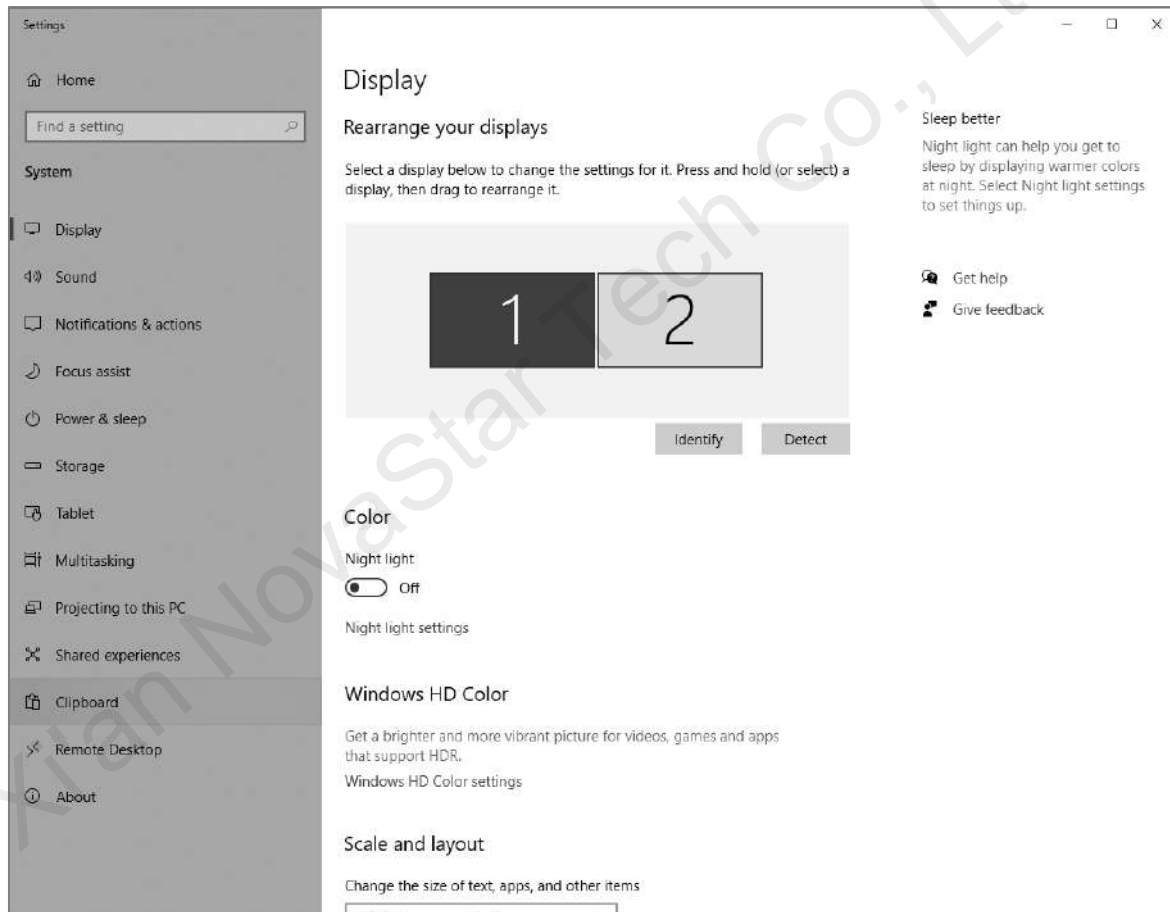 Settings
Home
Find a setting
System
Display
Sound
Notifications & actions
Focus assist
Power & sleep
Storage
Tablet
Multitasking
Projecting to this PC
Shared experiences
Clipboard
Remote Desktop
About
Display
Rearrange your displays
Select a display below to change the settings for it. Press and hold (or select) a
display, then drag to rearrange it.
1 2
Identify Detect
Color
Night light
Off
Night light settings
Windows HD Color
Get a brighter and more vibrant picture for videos, games and apps
that support HDR.
Windows HD Color settings
Scale and layout
Change the size of text, apps, and other items
Sleep better
Night light can help you get to
sleep by displaying warmer colors
at night. Select Night light settings
to set things up.
Get help
Give feedback
Xi'an NovaStar Tech Co., Lt